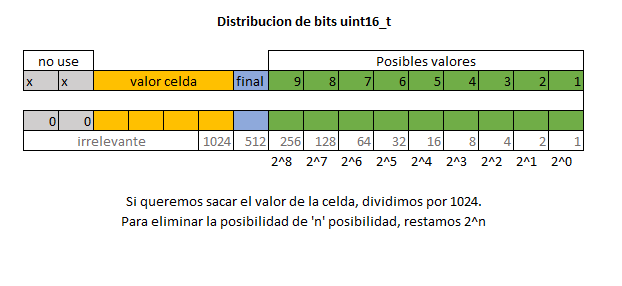 Distribucion de bits uint16_t
no use Posibles valores
x x valor celda final 9 8 7 6 5 4 3 2 1
0 0
irrelevante 1024 512 256 128 64 32 16 8 4 2 1
2^8 2^7 2^6 2^5 2^4 2^3 2^2 2^1 2^0
Si queremos sacar el valor de la celda, dividimos por 1024.
Para eliminar la posibilidad de 'n' posibilidad, restamos 2^n